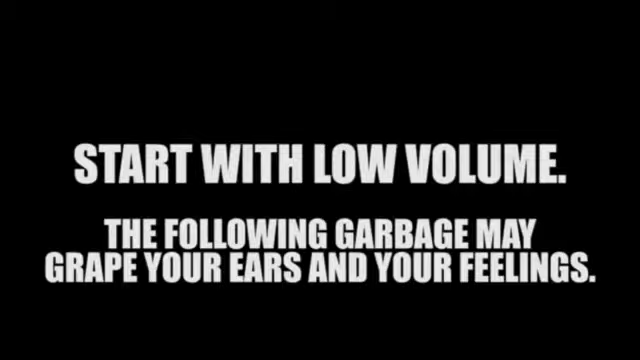 START WITH LOW VOLUME.
THE FOLLOWING GARBAGE MAY
GRAPE YOUR EARS AND YOUR FEELINGS.